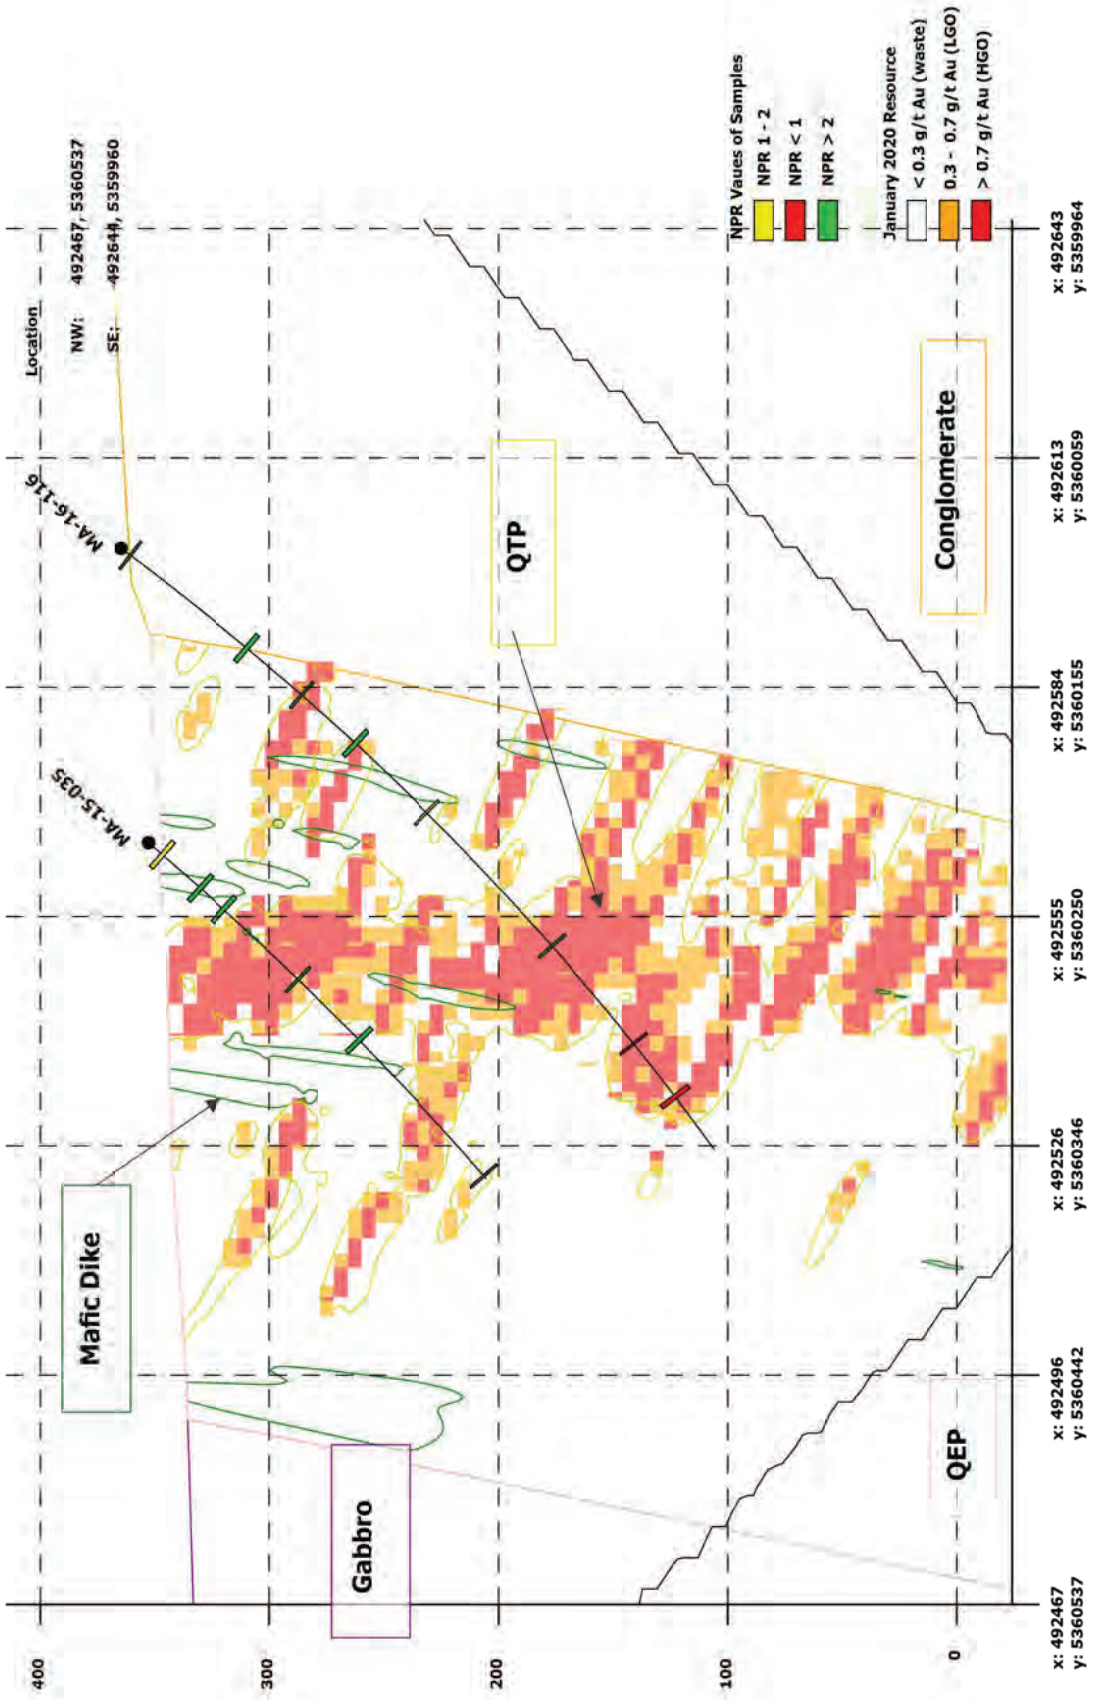 Location
NW: 492467, 5360537
SE: 492644, 5359960
MA-16-116
MA-15-035
Mafic Dike
Gabbro
QTP
QEP
Conglomerate
NPR Vaues of Samples
NPR 1 - 2
NPR < 1
NPR > 2
January 2020 Resource
< 0.3 g/t Au (waste)
0.3 - 0.7 g/t Au (LGO)
> 0.7 g/t Au (HGO)
400
300
200
100
0
x: 492467
y: 5360537
x: 492496
y: 5360442
x: 492526
y: 5360346
x: 492555
y: 5360250
x: 492584
y: 5360155
x: 492613
y: 5360059
x: 492643
y: 5359964